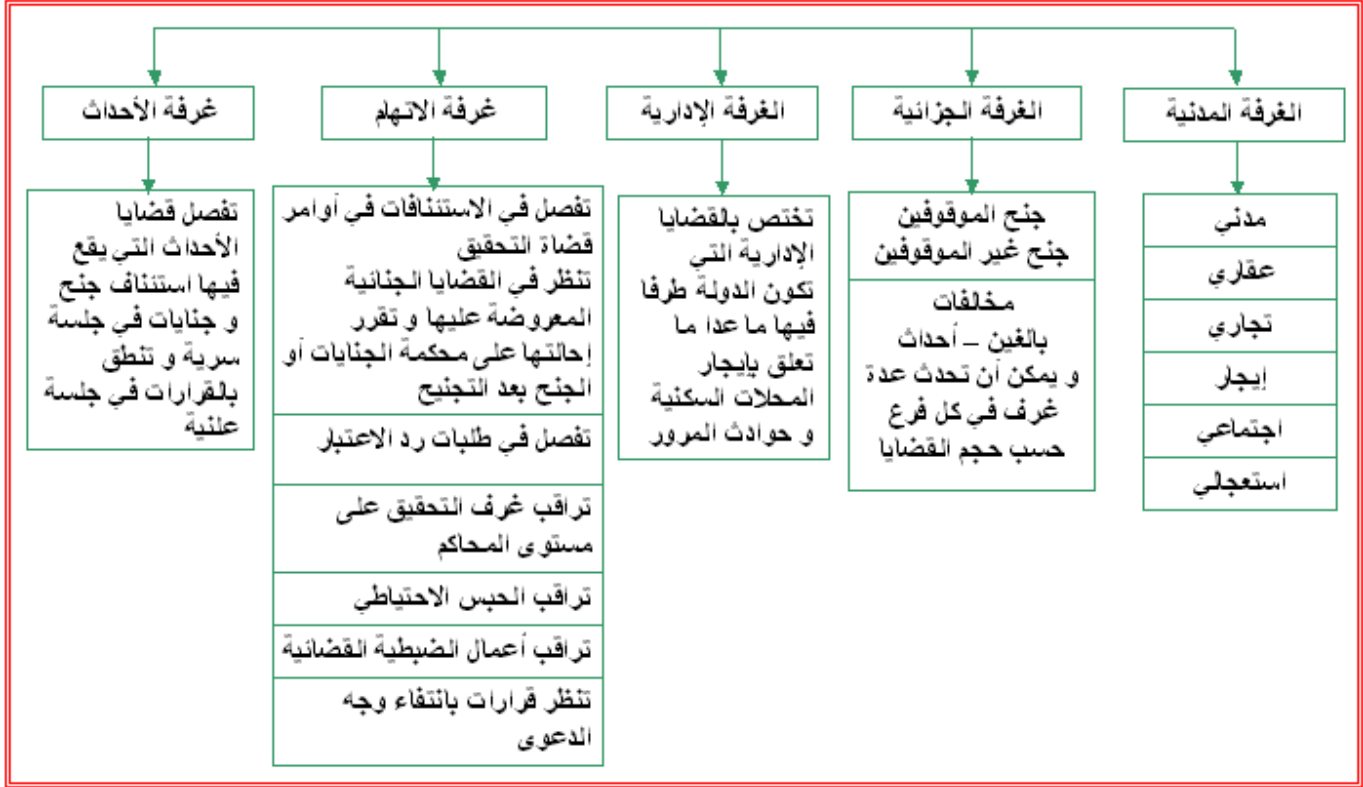 الغرفة المدنية
مدني
عقاري
تجاري
إيجار
اجتماعي
استعجالي
الغرفة الجزائية
جنح الموقوفين
جنح غير الموقوفين
مخالفات
بالغين – أحداث
و يمكن أن تحدث عدة
غرف في كل فرع
حسب حجم القضايا
الغرفة الإدارية
تختص بالقضايا
الإدارية التي
تكون الدولة طرفا
فيها ما عدا ما
تعلق بإيجار
المحلات السكنية
و حوادث المرور
غرفة الاتهام
تفصل في الاستئنافات في أوامر
قضاة التحقيق
تنظر في القضايا الجنائية
المعروضة عليها و تقرر
إحالتها على محكمة الجنايات أو
الجنح بعد التجنيح
تفصل في طلبات رد الاعتبار
تراقب غرف التحقيق على
مستوى المحاكم
تراقب الحبس الاحتياطي
تراقب أعمال الضبطية القضائية
تنظر قرارات بانتفاء وجه
الدعوى
غرفة الأحداث
تفصل قضايا
الأحداث التي يقع
فيها استئناف جنح
و جنايات في جلسة
سرية و تنطق
بالقرارات في جلسة
علنية